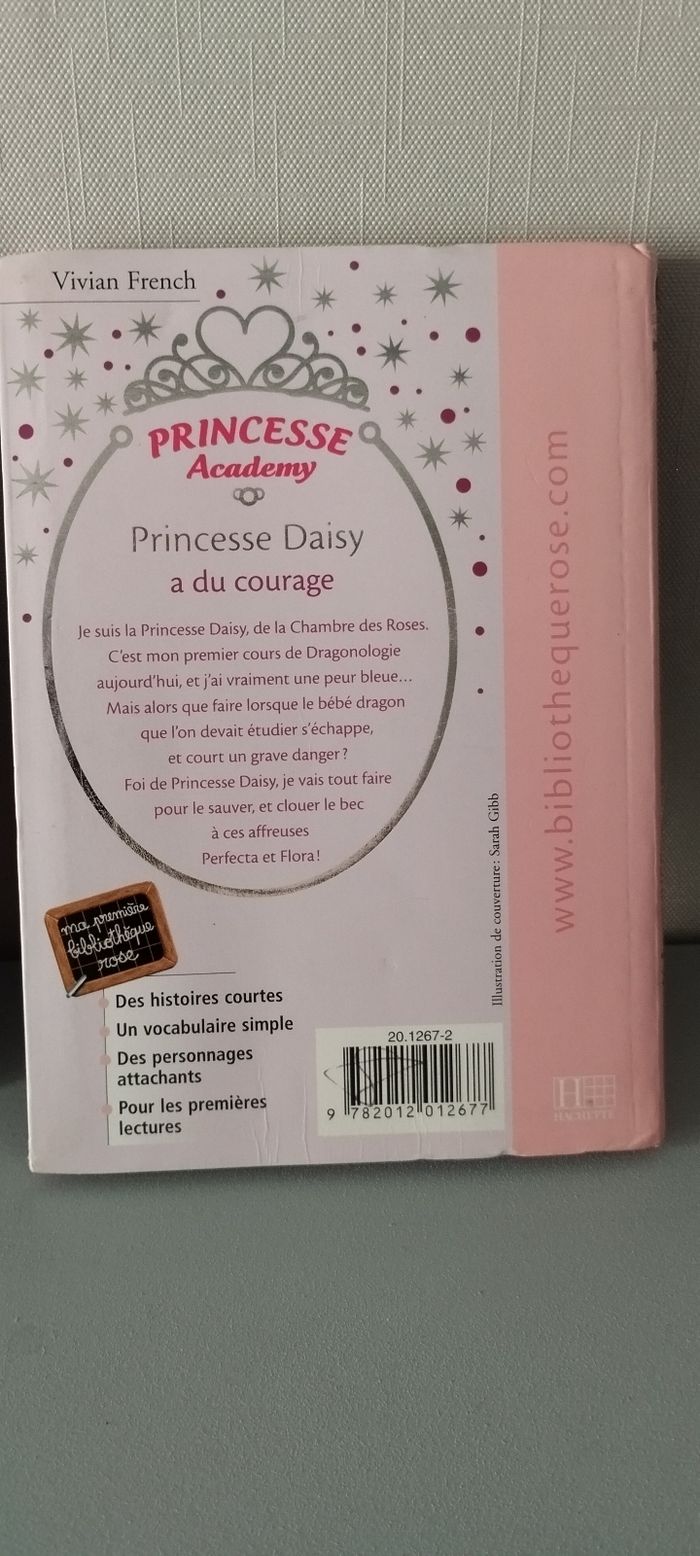 Vivian French
PRINCESSE
Academy
Princesse Daisy
a du courage
Je suis la Princesse Daisy, de la Chambre des Roses.
C'est mon premier cours de Dragonologie
aujourd'hui, et j'ai vraiment une peur bleue...
Mais alors que faire lorsque le bébé dragon
que l'on devait étudier s'échappe,
et court un grave danger ?
Foi de Princesse Daisy, je vais tout faire
pour le sauver, et clouer le bec
à ces affreuses
Perfecta et Flora !
ma première
bibliothèque
rose
Des histoires courtes
Un vocabulaire simple
Des personnages
attachants
Pour les premières
lectures
Illustration de couverture : Sarah Gibb
20.1267-2
9 782012 012677
www.bibliothequerose.com
H
HACHETTE